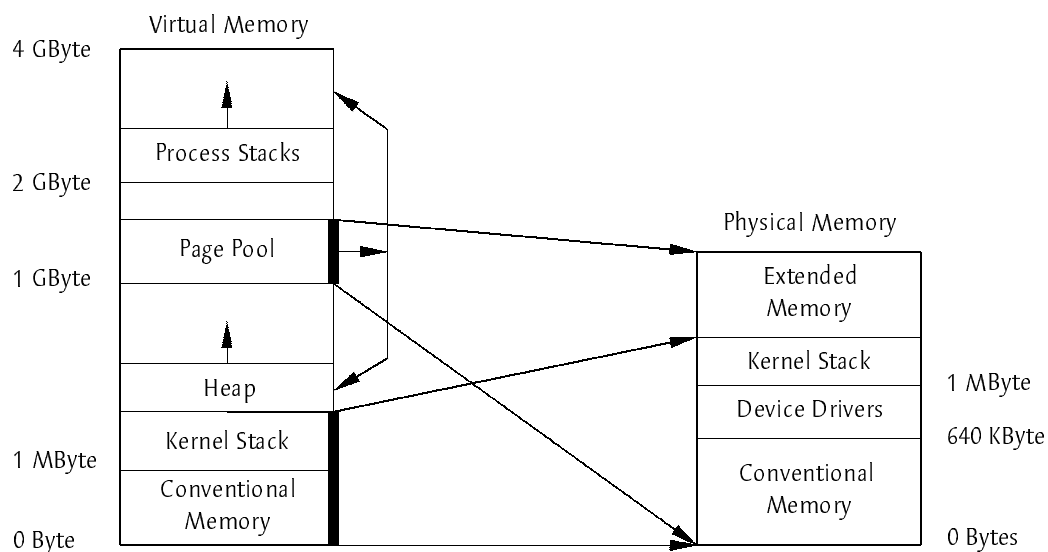 Virtual Memory
4 GByte
Process Stacks
2 GByte
Page Pool
1 GByte
Heap
Kernel Stack
1 MByte
Conventional
Memory
0 Byte
Physical Memory
Extended
Memory
Kernel Stack
1 MByte
Device Drivers
640 KByte
Conventional
Memory
0 Bytes